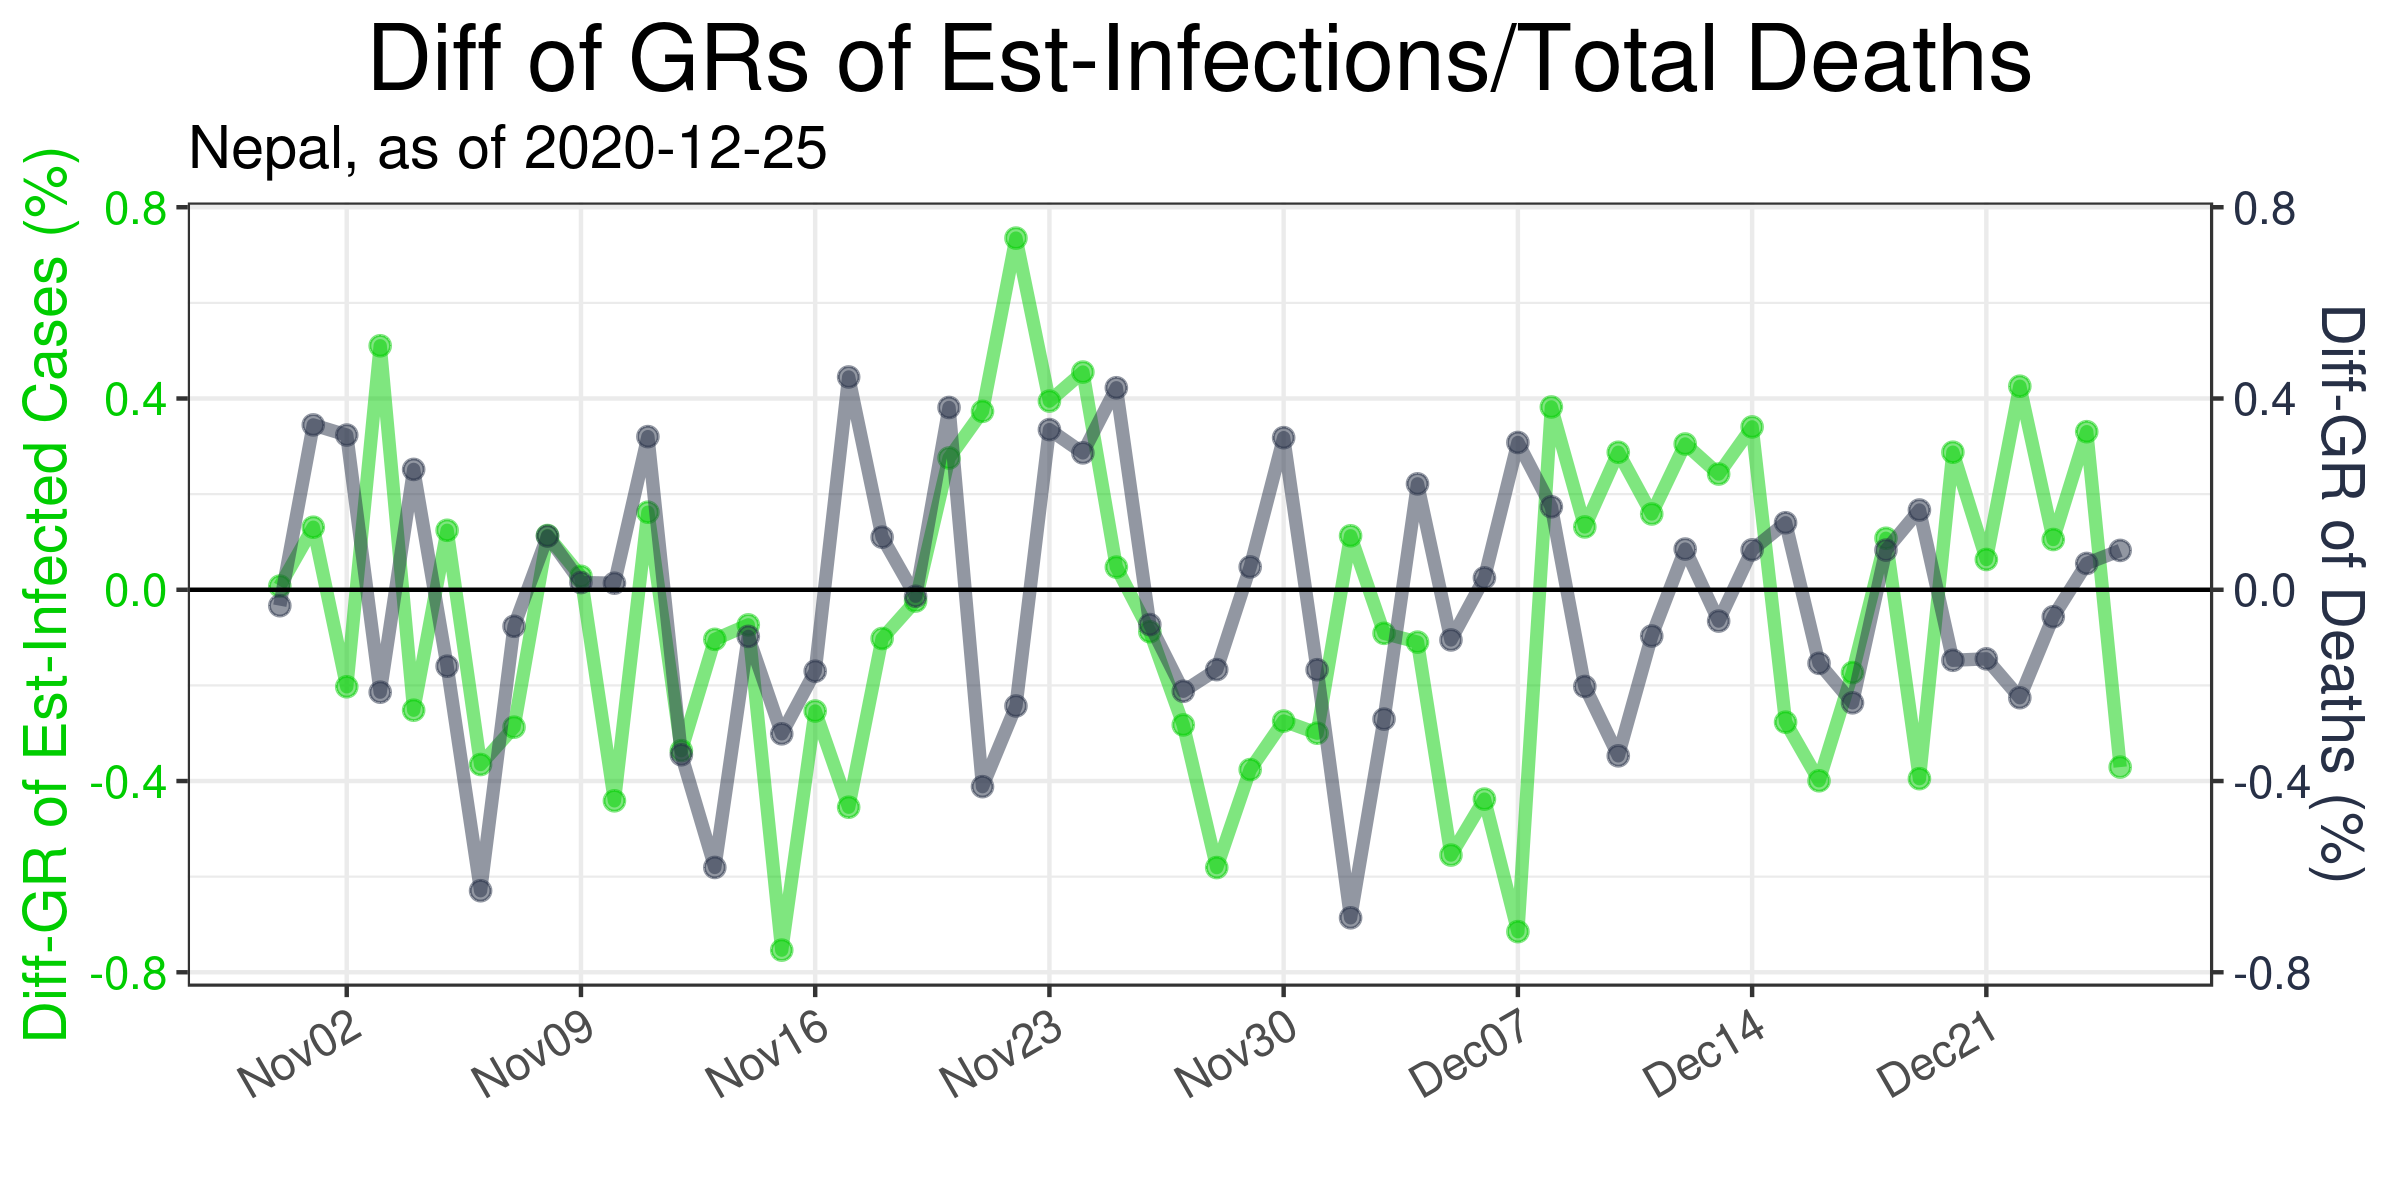 Diff of GRs of Est-Infections/Total Deaths
Nepal, as of 2020-12-25
Diff-GR of Est-Infected Cases (%)
0.8
0.4
0.0
-0.4
-0.8
0.8
0.4
0.0
-0.4
-0.8
Diff-GR of Deaths (%)
Nov02
Nov09
Nov16
Nov23
Nov30
Dec07
Dec14
Dec21